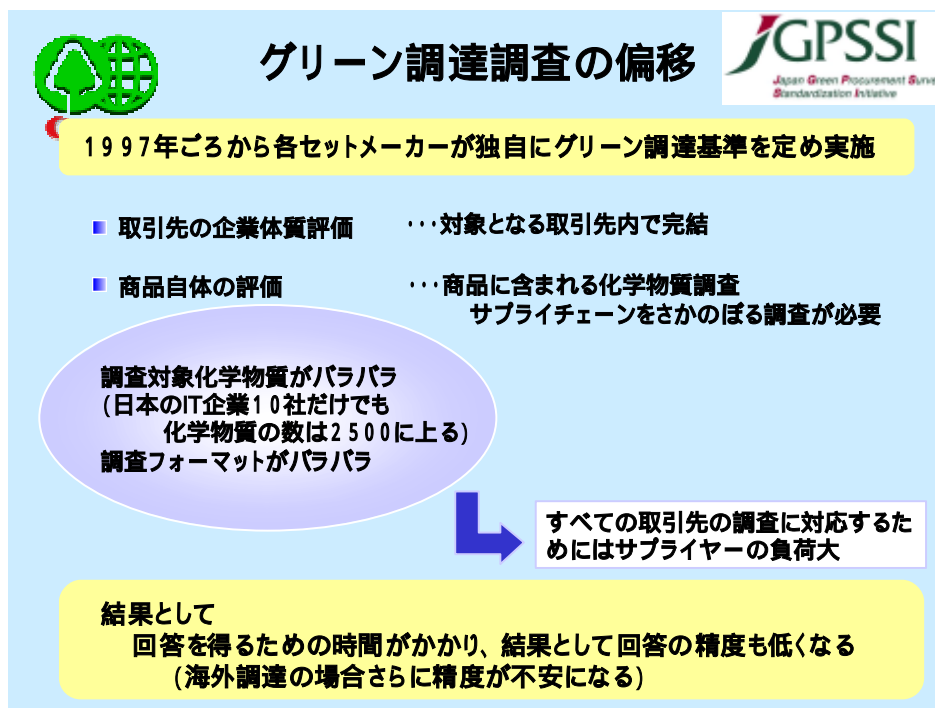 グリーン調達調査の偏移
JGPSSI
Japan Green Procurement Surve
Standardization Initiative
1997年ごろから各セットメーカーが独自にグリーン調達基準を定め実施
取引先の企業体質評価 ･･･対象となる取引先内で完結
商品自体の評価 ･･･商品に含まれる化学物質調査
サプライチェーンをさかのぼる調査が必要
調査対象化学物質がバラバラ
(日本のIT企業10社だけでも
化学物質の数は2500に上る)
調査フォーマットがバラバラ
すべての取引先の調査に対応するた
めにはサプライヤーの負荷大
結果として
回答を得るための時間がかかり、結果として回答の精度も低くなる
(海外調達の場合さらに精度が不安になる)